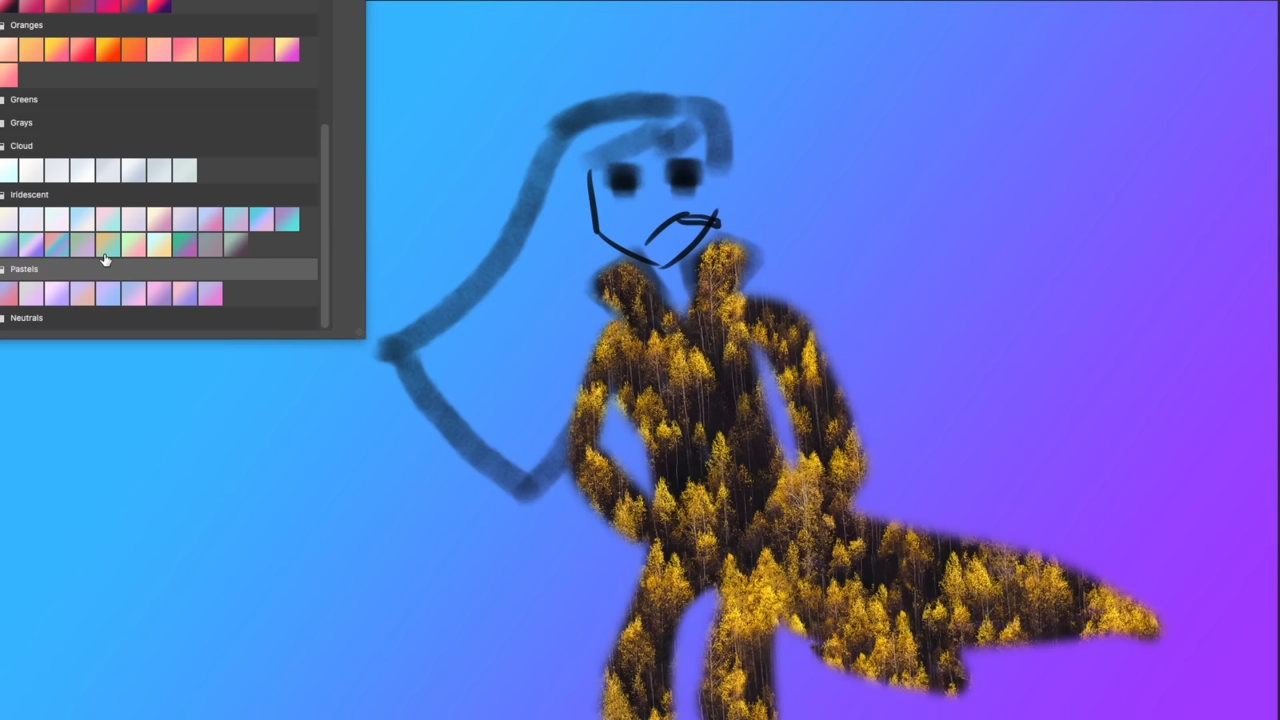 Oranges
Greens
Grays
Cloud
Iridescent
Pastels
Neutrals